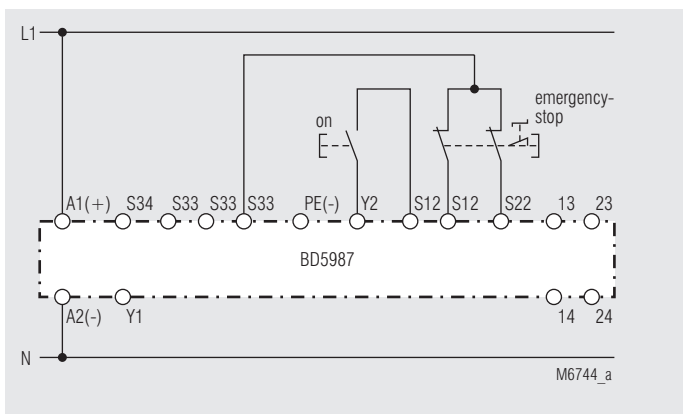 L1
emergency-
stop
on
A1(+) S34 S33 S33 S33 PE(-) Y2 S12 S12 S22 13 23
BD5987
A2(-) Y1 14 24
N
M6744_a